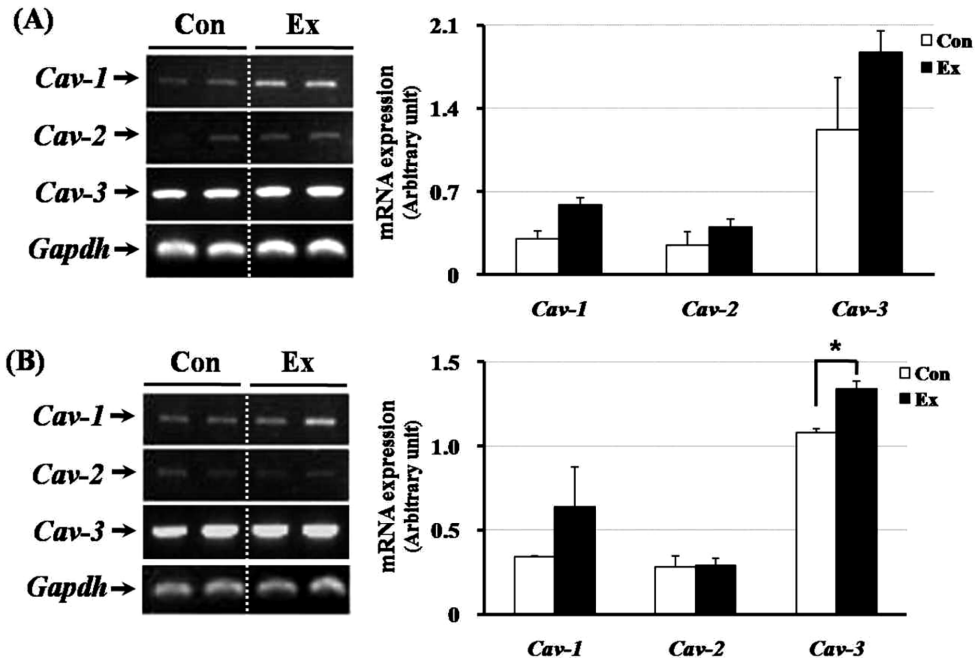 (A)
Con Ex
Cav-1
Cav-2
Cav-3
Gapdh
mRNA expression
(Arbitrary unit)
2.1
1.4
0.7
0
Con
Ex
Cav-1 Cav-2 Cav-3
(B)
Con Ex
Cav-1
Cav-2
Cav-3
Gapdh
mRNA expression
(Arbitrary unit)
1.5
1.0
0.5
0
*
Con
Ex
Cav-1 Cav-2 Cav-3